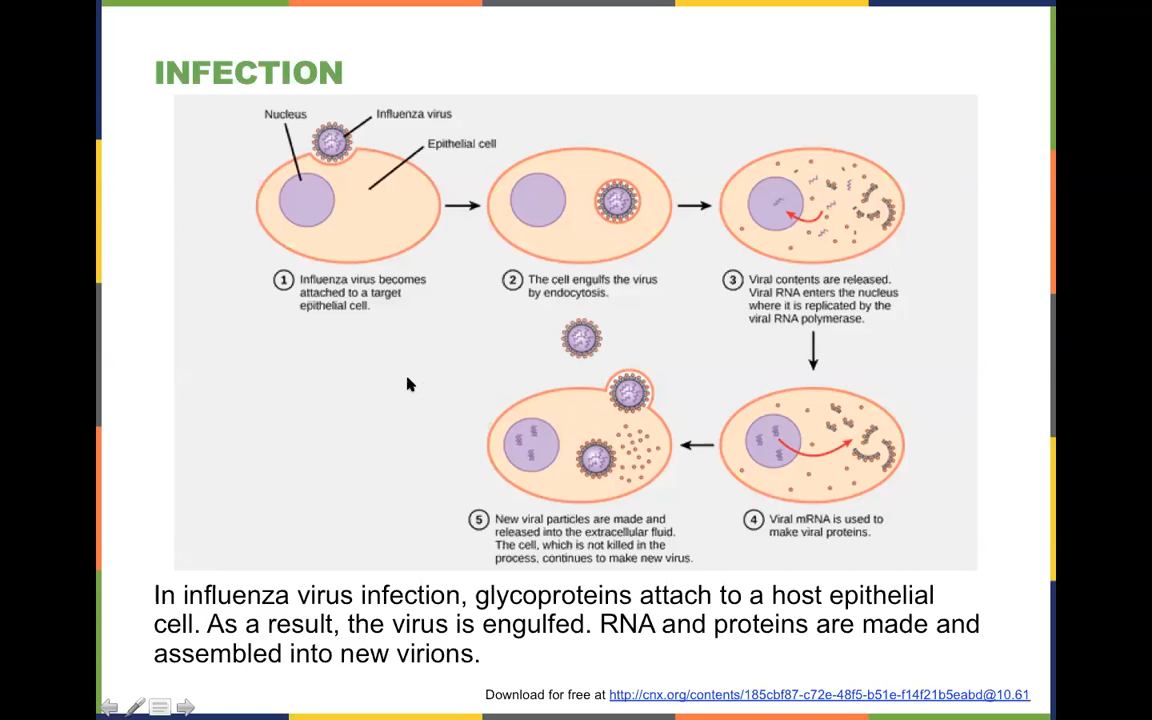 INFECTION
Nucleus
Influenza virus
Epithelial cell
1 Influenza virus becomes
attached to a target
epithelial cell.
2 The cell engulfs the virus
by endocytosis.
3 Viral contents are released.
Viral RNA enters the nucleus
where it is replicated by the
viral RNA polymerase.
4 Viral mRNA is used to
make viral proteins.
5 New viral particles are made and
released into the extracellular fluid.
The cell, which is not killed in the
process, continues to make new virus.
In influenza virus infection, glycoproteins attach to a host epithelial
cell. As a result, the virus is engulfed. RNA and proteins are made and
assembled into new virions.
Download for free at http://cnx.org/contents/185cbf87-c72e-48f5-b51e-f14f21b5eabd@10.61